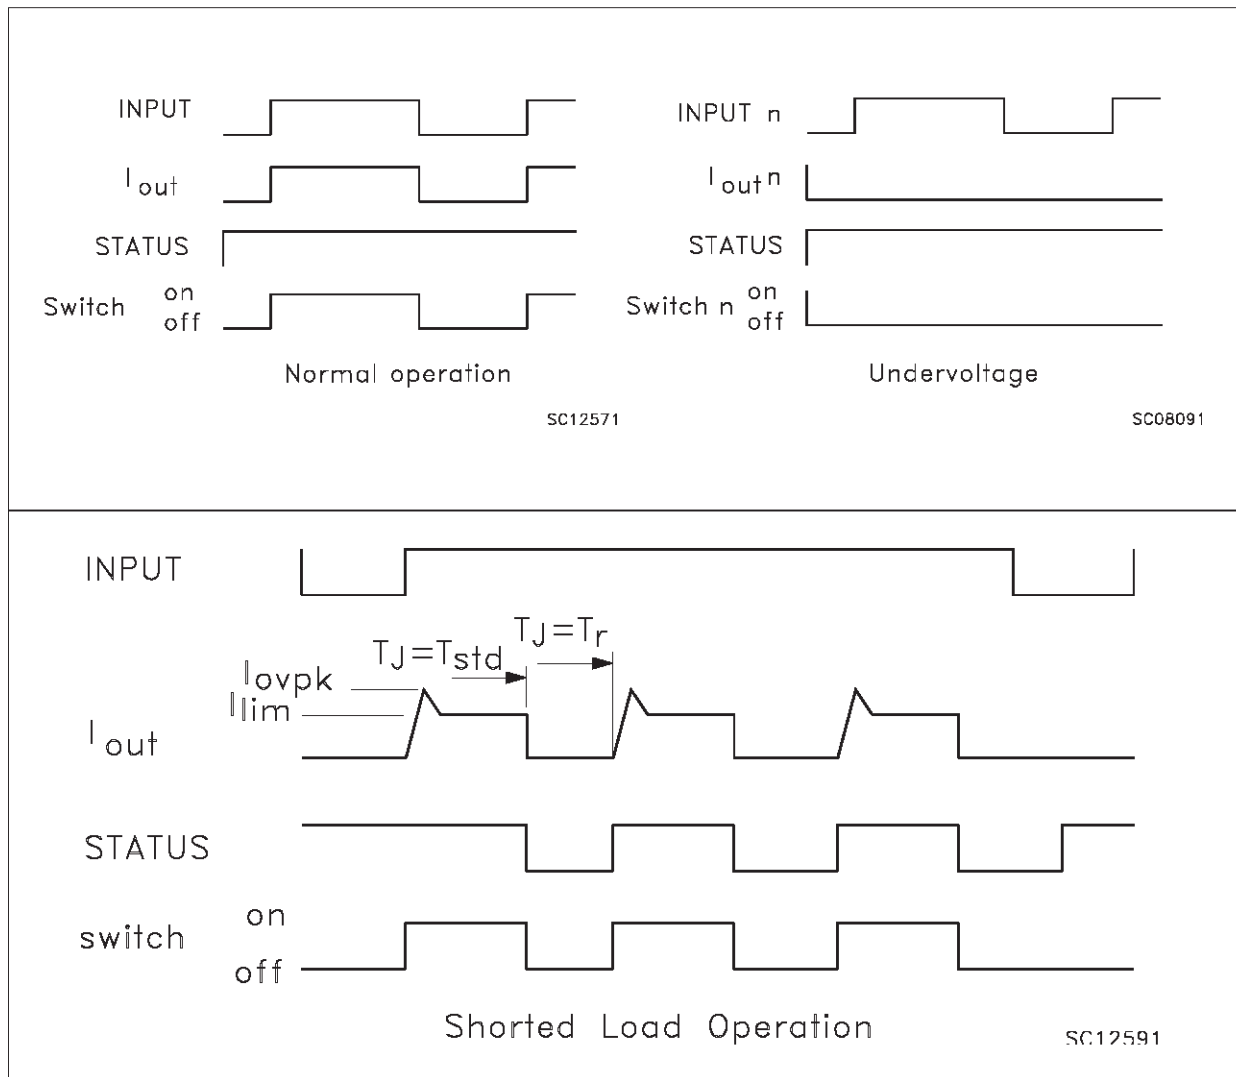 INPUT
I out
STATUS
Switch on
off
Normal operation
SC12571
INPUT n
I out n
STATUS
Switch n on
off
Undervoltage
SC08091
INPUT
TJ=Tstd
TJ=Tr
Iovpk
Ilim
I out
STATUS
switch on
off
Shorted Load Operation
SC12591